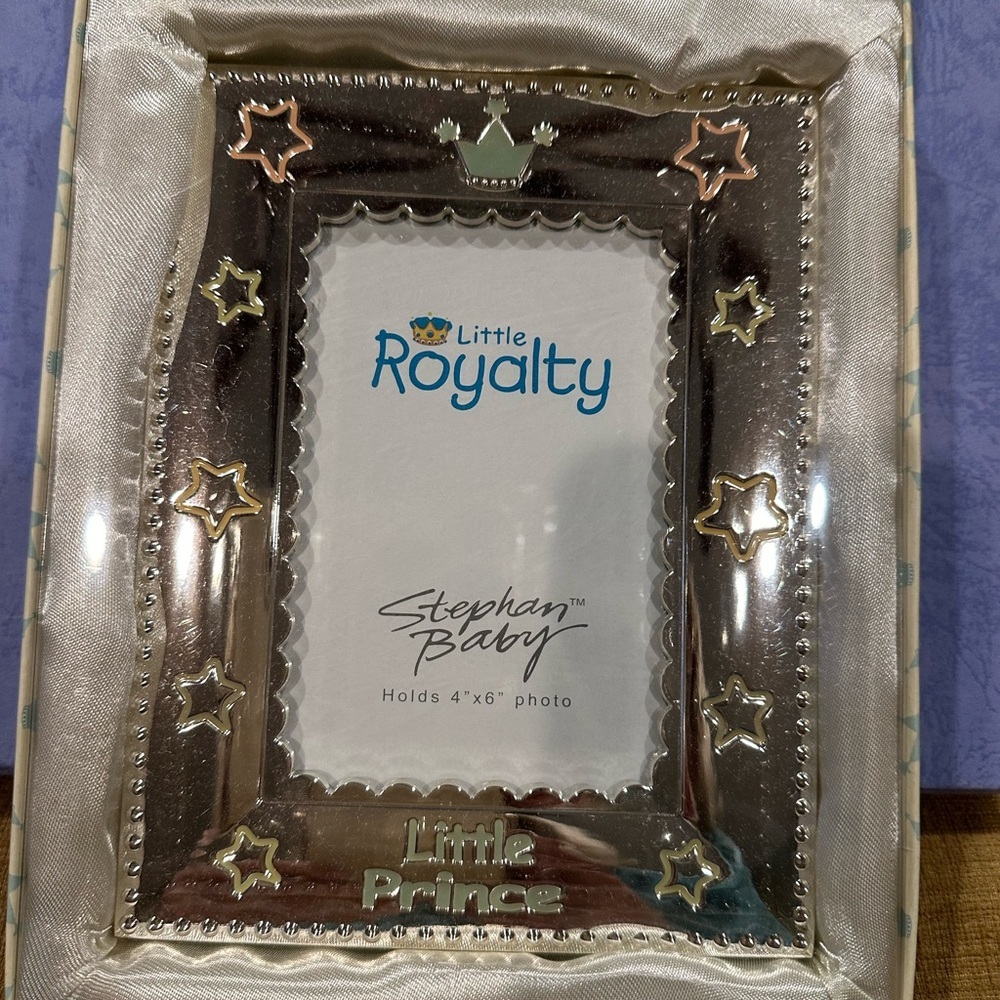 Little
Royalty
Stephan™
Baby
Holds 4"x6" photo
Little
Prince